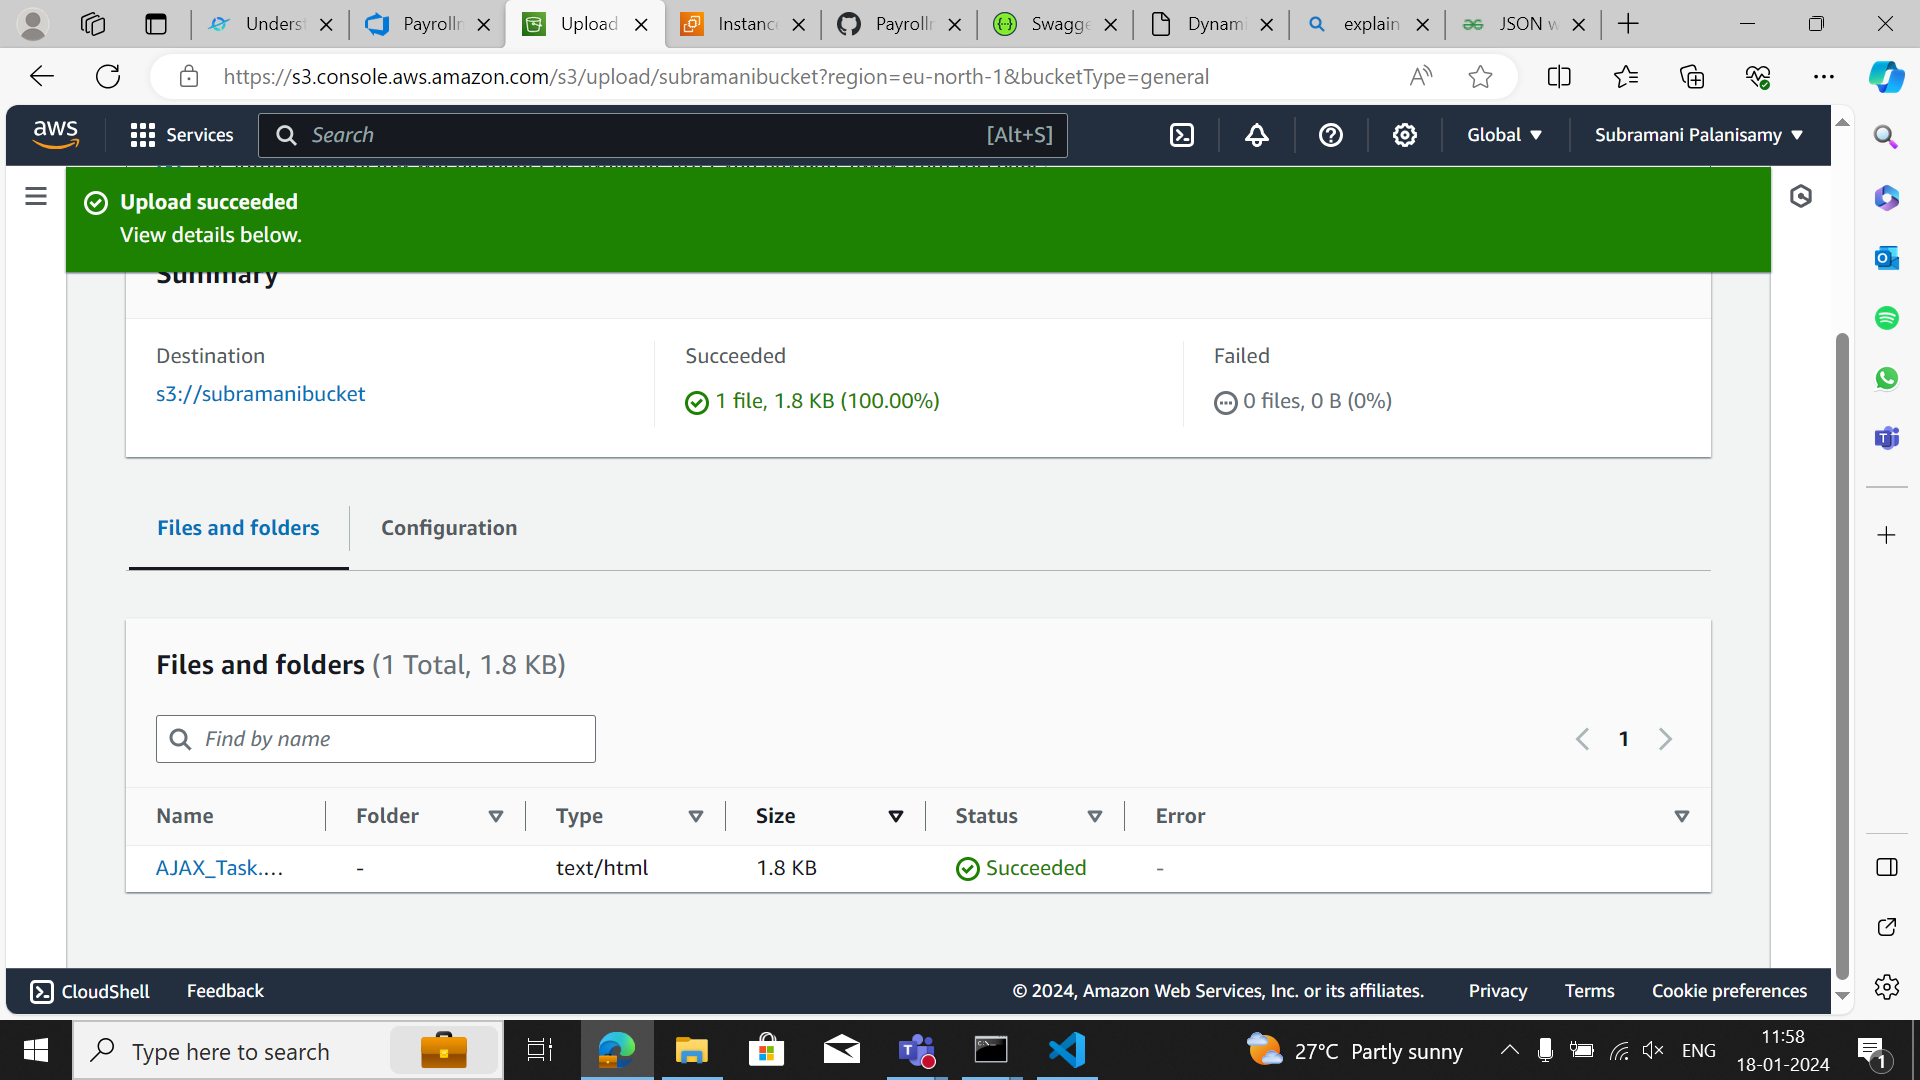 Underst
Payrollr
Upload
Instance
Payrollr
Swagge
Dynami
explain
JSON w
https://s3.console.aws.amazon.com/s3/upload/subramanibucket?region=eu-north-1&bucketType=general
aws
Services
Search
[Alt+S]
Global
Subramani Palanisamy
Upload succeeded
View details below.
Summary
Destination
Succeeded
Failed
s3://subramanibucket
1 file, 1.8 KB (100.00%)
0 files, 0 B (0%)
Files and folders
Configuration
Files and folders (1 Total, 1.8 KB)
Find by name
1
Name
Folder
Type
Size
Status
Error
AJAX_Task....
-
text/html
1.8 KB
Succeeded
-
CloudShell
Feedback
© 2024, Amazon Web Services, Inc. or its affiliates.
Privacy
Terms
Cookie preferences
Type here to search
27°C Partly sunny
ENG
11:58
18-01-2024
1